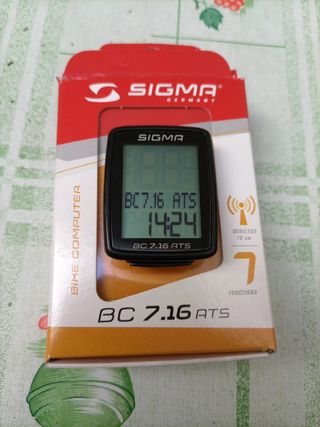 SIGMA
GERMANY
SIGMA
BC7.16 ATS
14:24
BC 7.16 ATS
BIKE COMPUTER
WIRELESS
70 cm
7
FUNCTIONS
BC 7.16 ATS